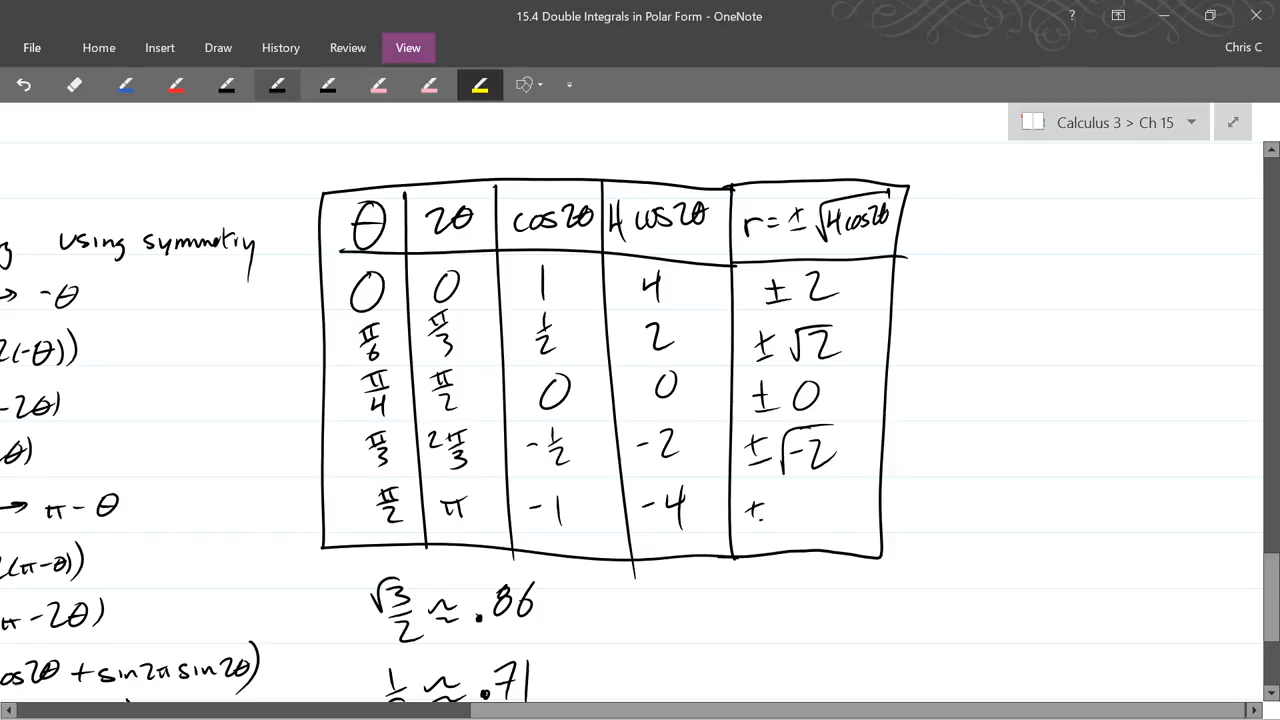 15.4 Double Integrals in Polar Form - OneNote
?
File Home Insert Draw History Review View Chris C
Calculus 3 > Ch 15
using symmetry
→ -θ
(-θ))
-2θ)
θ)
→ π - θ
(π-θ))
π - 2θ)
cos2θ + sin2π sin2θ)
θ 2θ cos2θ 4 cos2θ r = ± √4cos2θ
0 0 1 4 ± 2
π/6 π/3 1/2 2 ± √2
π/4 π/2 0 0 ± 0
π/3 2π/3 -1/2 -2 ± √-2
π/2 π -1 -4 ±
√3/2 ≈ .86
≈ .71